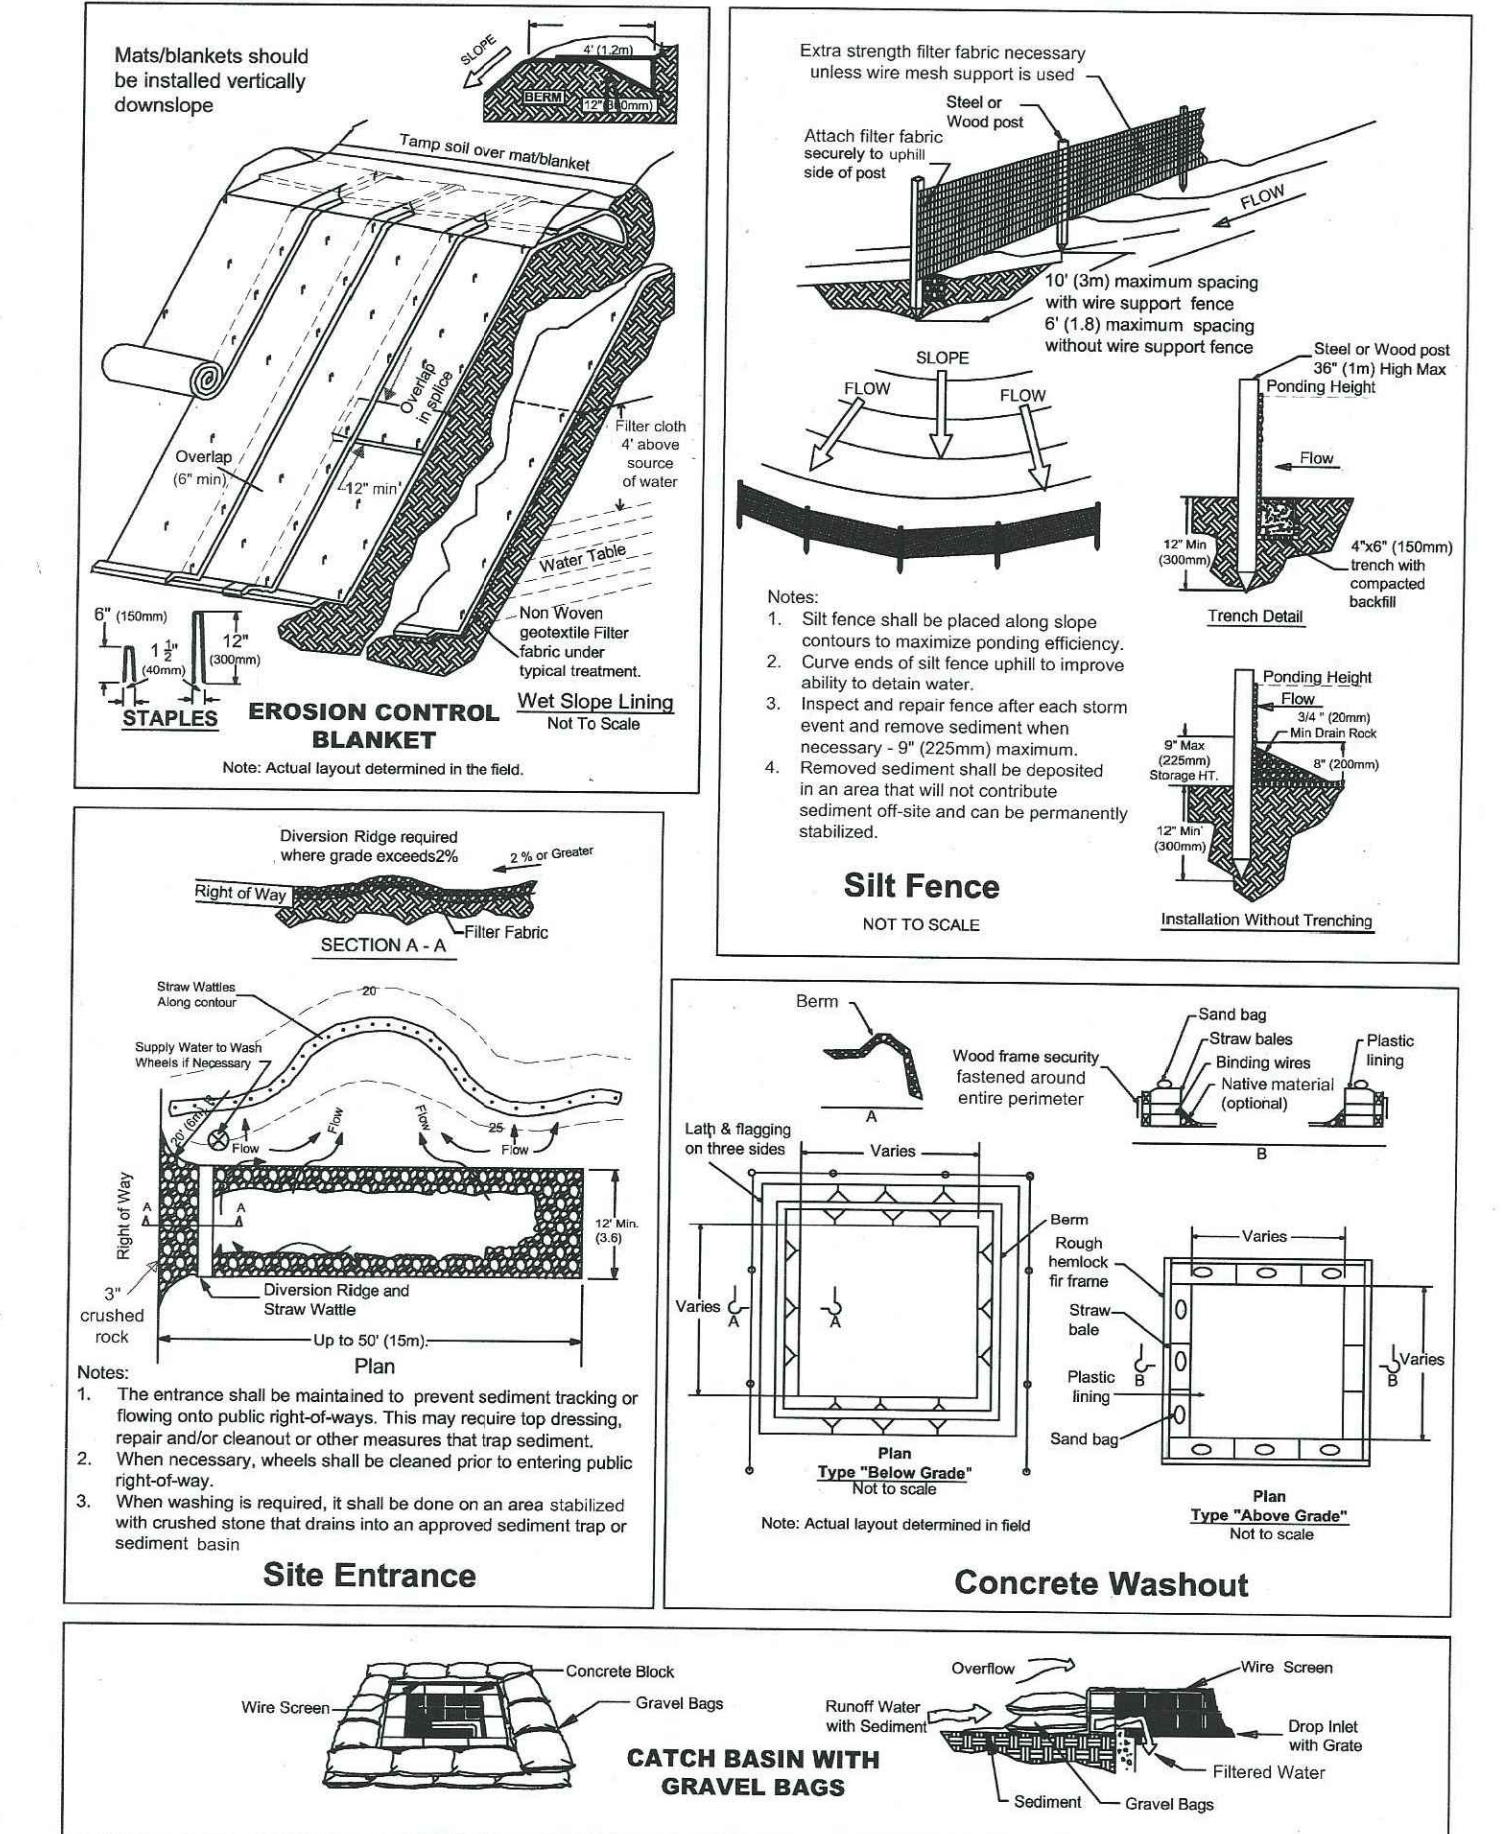 Mats/blankets should
be installed vertically
downslope
SLOPE
4' (1.2m)
BERM
Tamp soil over mat/blanket
Overlap
in splice
Overlap
(6" min)
12" min'
Filter cloth
4' above
source
of water
Water Table
Non Woven
geotextile Filter
fabric under
typical treatment.
6" (150mm)
1 1/2"
(40mm)
12"
(300mm)
STAPLES
EROSION CONTROL
BLANKET
Wet Slope Lining
Not To Scale
Note: Actual layout determined in the field.
Extra strength filter fabric necessary
unless wire mesh support is used
Steel or
Wood post
Attach filter fabric
securely to uphill
side of post
FLOW
10' (3m) maximum spacing
with wire support fence
6' (1.8) maximum spacing
without wire support fence
SLOPE
FLOW
FLOW
Steel or Wood post
36" (1m) High Max
Ponding Height
Flow
12" Min
(300mm)
4"x6" (150mm)
trench with
compacted
backfill
Trench Detail
Notes:
1. Silt fence shall be placed along slope
contours to maximize ponding efficiency.
2. Curve ends of silt fence uphill to improve
ability to detain water.
3. Inspect and repair fence after each storm
event and remove sediment when
necessary - 9" (225mm) maximum.
4. Removed sediment shall be deposited
in an area that will not contribute
sediment off-site and can be permanently
stabilized.
Ponding Height
Flow
3/4 " (20mm)
Min Drain Rock
9" Max
(225mm)
Storage HT.
8" (200mm)
12" Min'
(300mm)
Installation Without Trenching
Silt Fence
NOT TO SCALE
Diversion Ridge required
where grade exceeds2%
2 % or Greater
Right of Way
Filter Fabric
SECTION A - A
Straw Wattles
Along contour
20
Supply Water to Wash
Wheels if Necessary
20' (6m)
Flow
Flow
Flow
25
Flow
Right of Way
A
A
12' Min.
(3.6)
3"
crushed
rock
Diversion Ridge and
Straw Wattle
Up to 50' (15m).
Plan
Notes:
1. The entrance shall be maintained to prevent sediment tracking or
flowing onto public right-of-ways. This may require top dressing,
repair and/or cleanout or other measures that trap sediment.
2. When necessary, wheels shall be cleaned prior to entering public
right-of-way.
3. When washing is required, it shall be done on an area stabilized
with crushed stone that drains into an approved sediment trap or
sediment basin
Site Entrance
Berm
A
Wood frame security
fastened around
entire perimeter
Sand bag
Straw bales
Binding wires
Native material
(optional)
Plastic
lining
B
Lath & flagging
on three sides
Varies
Berm
Varies
A
A
Plan
Type "Below Grade"
Not to scale
Note: Actual layout determined in field
Rough
hemlock
fir frame
Straw
bale
Plastic
lining
Sand bag
Varies
B
B
Varies
Plan
Type "Above Grade"
Not to scale
Concrete Washout
Concrete Block
Wire Screen
Gravel Bags
CATCH BASIN WITH
GRAVEL BAGS
Overflow
Runoff Water
with Sediment
Wire Screen
Drop Inlet
with Grate
Filtered Water
Sediment
Gravel Bags